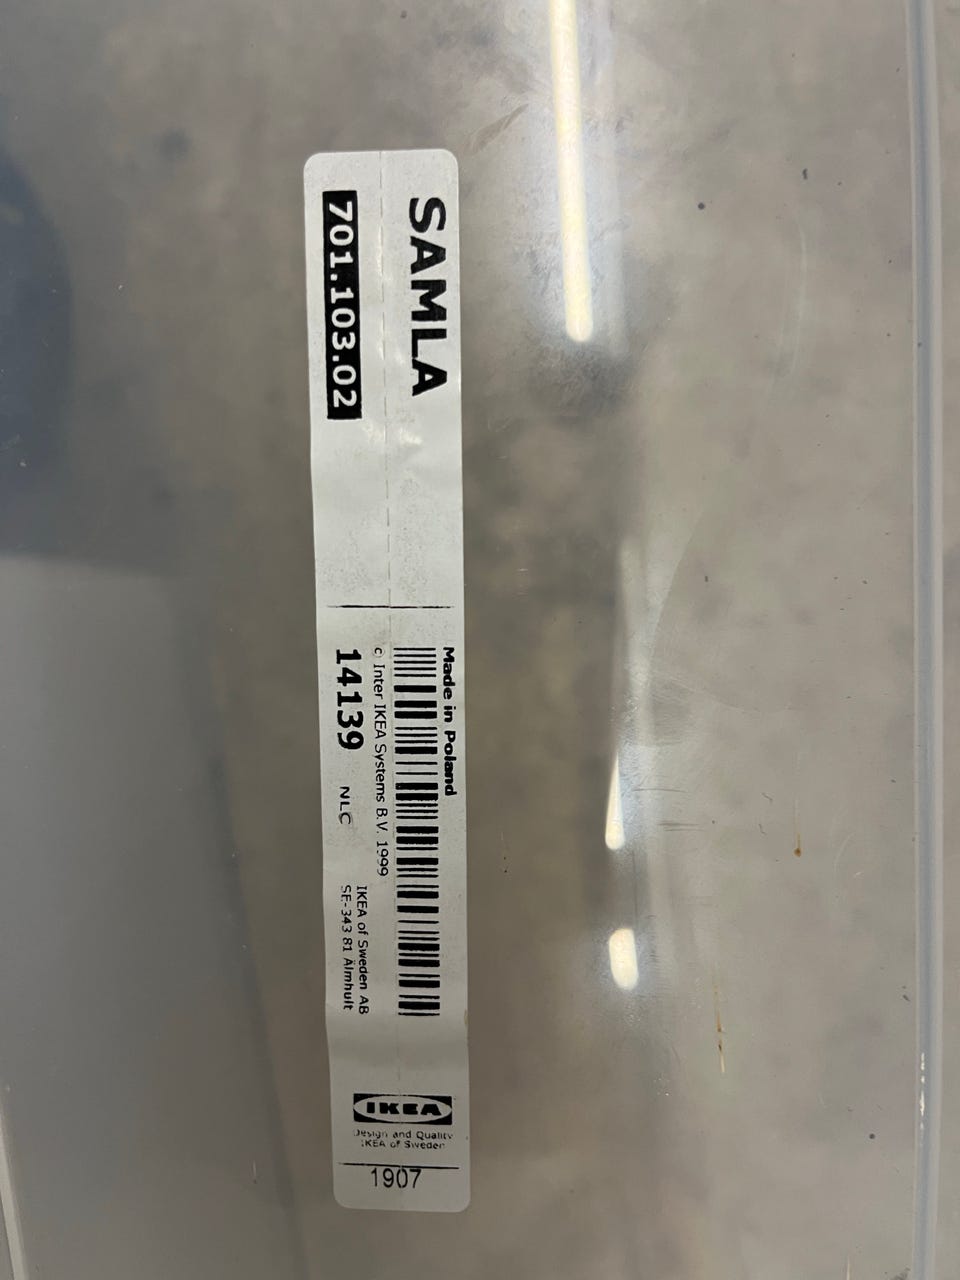 SAMLA
701.103.02
Made in Poland
c Inter IKEA Systems B.V. 1999
14139 NLC
IKEA of Sweden AB
SE-343 81 Älmhult
IKEA
Design and Quality
IKEA of Sweden
1907